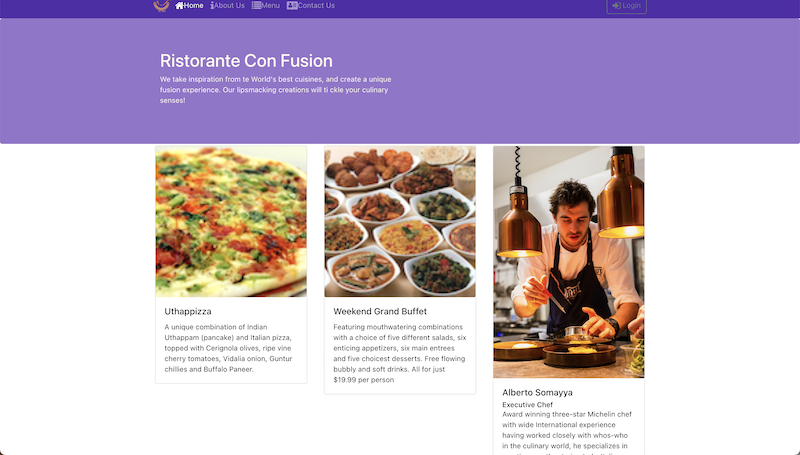 Home About Us Menu Contact Us Login
Ristorante Con Fusion
We take inspiration from te World's best cuisines, and create a unique
fusion experience. Our lipsmacking creations will ti ckle your culinary
senses!
Uthappizza
A unique combination of Indian
Uthappam (pancake) and Italian pizza,
topped with Cerignola olives, ripe vine
cherry tomatoes, Vidalia onion, Guntur
chillies and Buffalo Paneer.
Weekend Grand Buffet
Featuring mouthwatering combinations
with a choice of five different salads, six
enticing appetizers, six main entrees
and five choicest desserts. Free flowing
bubbly and soft drinks. All for just
$19.99 per person
Alberto Somayya
Executive Chef
Award winning three-star Michelin chef
with wide International experience
having worked closely with whos-who
in the culinary world, he specializes in